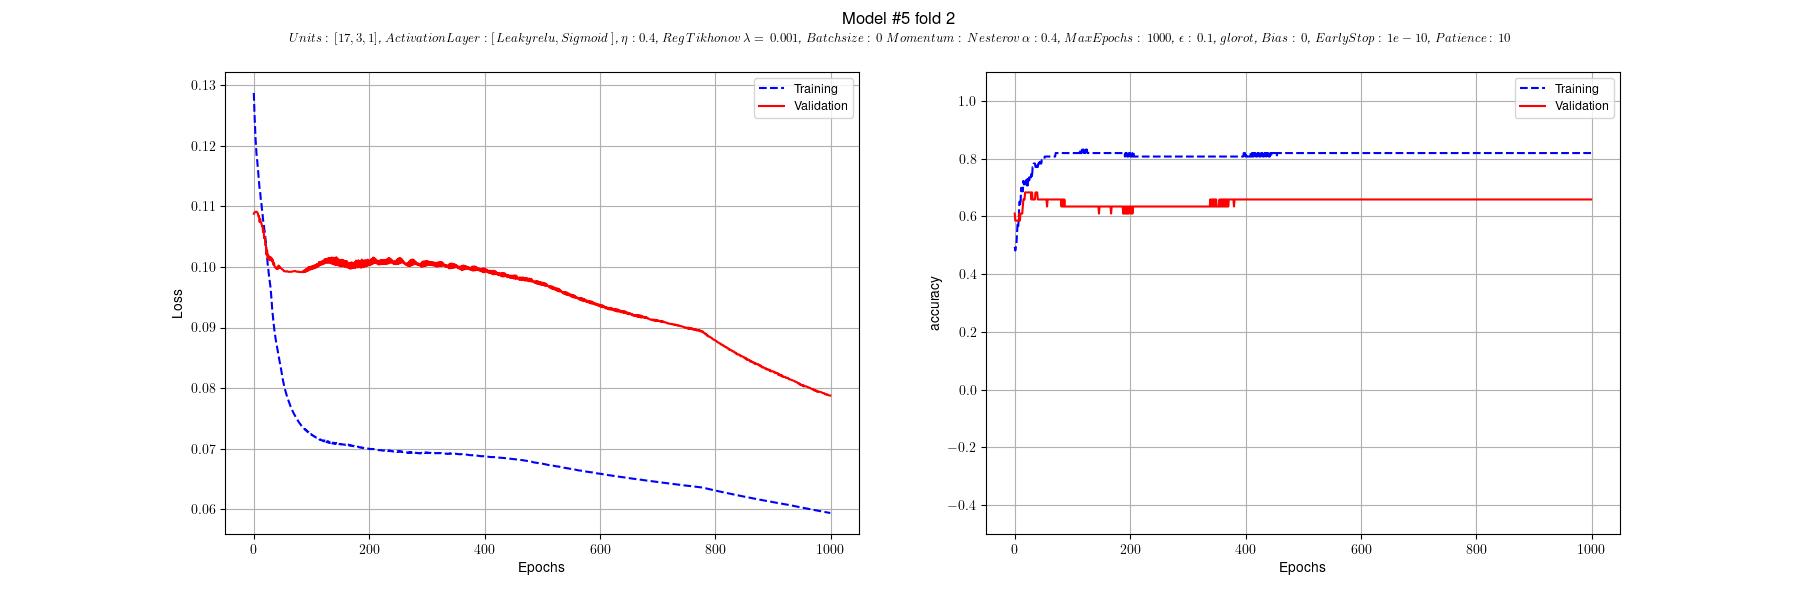 Model #5 fold 2
Units : [17, 3, 1], ActivationLayer : [Leakyrelu, Sigmoid], η : 0.4, RegTikhonov λ = 0.001, Batchsize : 0 Momentum : Nesterov α : 0.4, MaxEpochs : 1000, ϵ : 0.1, glorot, Bias : 0, EarlyStop : 1e − 10, Patience : 10
0.13
0.12
0.11
0.10
0.09
0.08
0.07
0.06
Loss
0 200 400 600 800 1000
Epochs
Training
Validation
1.0
0.8
0.6
0.4
0.2
0.0
−0.2
−0.4
accuracy
0 200 400 600 800 1000
Epochs
Training
Validation